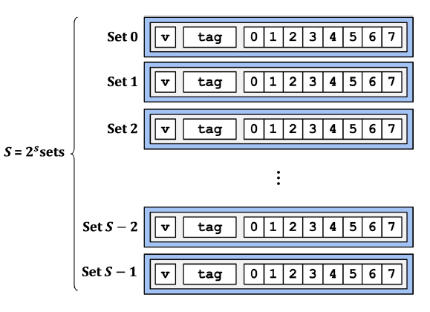 Set 0 v tag 0 1 2 3 4 5 6 7
Set 1 v tag 0 1 2 3 4 5 6 7
Set 2 v tag 0 1 2 3 4 5 6 7
S = 2ˢ sets
⋮
Set S − 2 v tag 0 1 2 3 4 5 6 7
Set S − 1 v tag 0 1 2 3 4 5 6 7